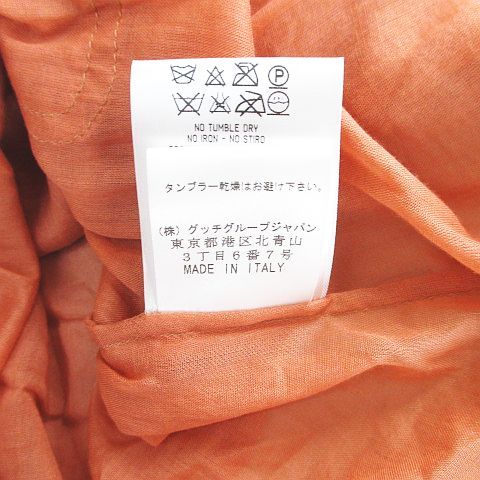 P
NO TUMBLE DRY
NO IRON - NO STIRO
タンブラー乾燥はお避け下さい。
(株) グッチグループジャパン
東京都港区北青山
3丁目6番7号
MADE IN ITALY